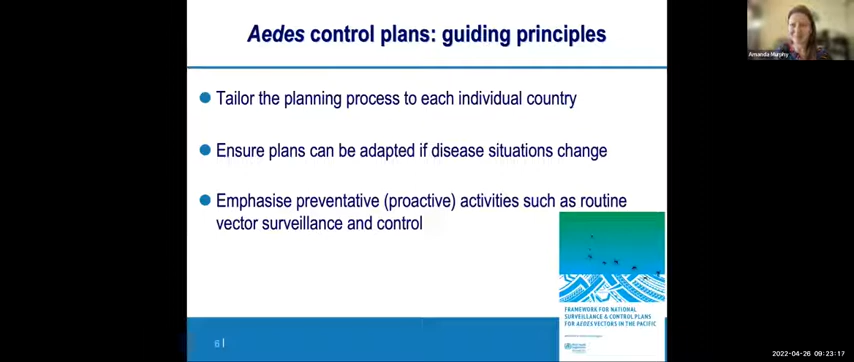 Aedes control plans: guiding principles
Amanda Murphy
Tailor the planning process to each individual country
Ensure plans can be adapted if disease situations change
Emphasise preventative (proactive) activities such as routine
vector surveillance and control
FRAMEWORK FOR NATIONAL
SURVEILLANCE & CONTROL PLANS
FOR AEDES VECTORS IN THE PACIFIC
6
2022-04-26 09:23:17